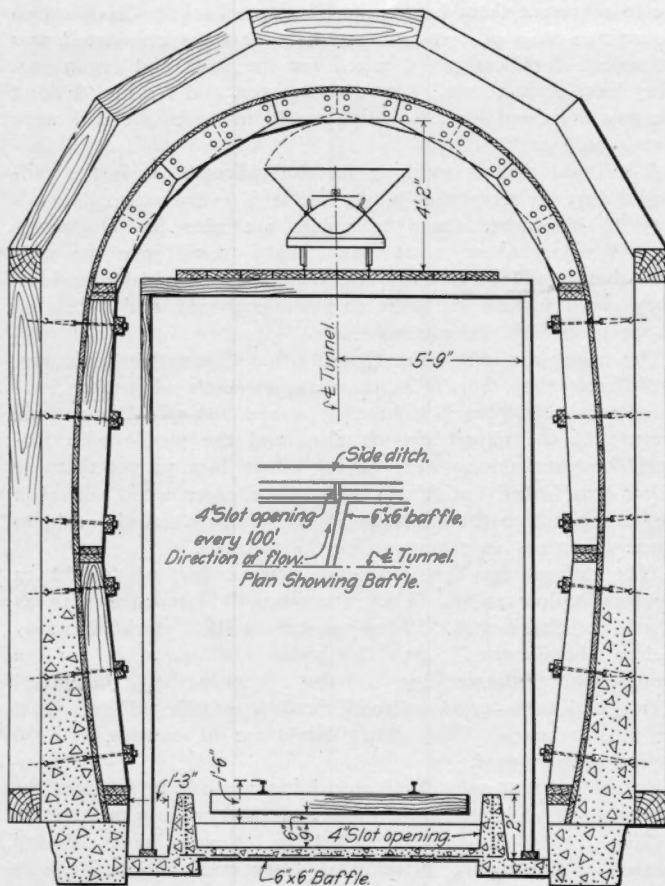 4'-2"
℄ Tunnel.
5'-9"
Side ditch.
4"Slot opening
every 100'.
6"x6" baffle.
Direction of flow.
℄ Tunnel.
Plan Showing Baffle.
1'-3"
1'-6"
4"Slot opening.
2'
6"x6"Baffle.